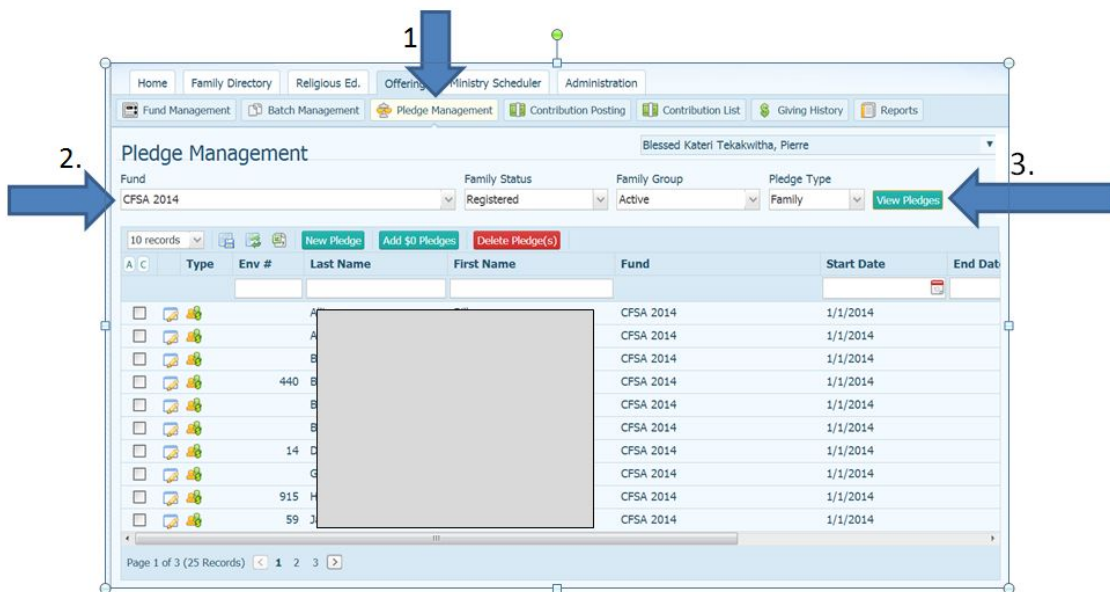 1
Home Family Directory Religious Ed. Offering Ministry Scheduler Administration
Fund Management Batch Management Pledge Management Contribution Posting Contribution List Giving History Reports
Pledge Management
Blessed Kateri Tekakwitha, Pierre
2.
3.
Fund Family Status Family Group Pledge Type
CFSA 2014 Registered Active Family View Pledges
10 records New Pledge Add $0 Pledges Delete Pledge(s)
A C Type Env # Last Name First Name Fund Start Date End Dat
A CFSA 2014 1/1/2014
A CFSA 2014 1/1/2014
B CFSA 2014 1/1/2014
440 B CFSA 2014 1/1/2014
B CFSA 2014 1/1/2014
B CFSA 2014 1/1/2014
14 D CFSA 2014 1/1/2014
G CFSA 2014 1/1/2014
915 H CFSA 2014 1/1/2014
59 J CFSA 2014 1/1/2014
Page 1 of 3 (25 Records) < 1 2 3 >